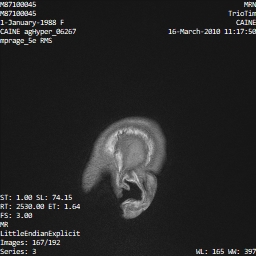 M87100045
M87100045
1-January-1988 F
CAINE agHyper_06267
mprage_5e RMS
MRN
TrioTim
CAINE
16-March-2010 11:17:50
ST: 1.00 SL: 74.15
RT: 2530.00 ET: 1.64
FS: 3.00
MR
LittleEndianExplicit
Images: 167/192
Series: 3
WL: 165 WW: 397